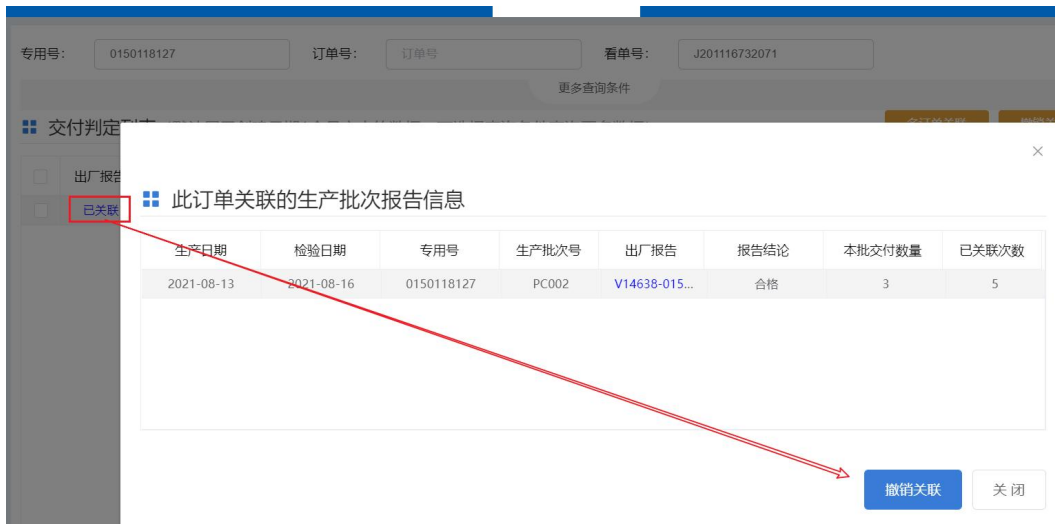 专用号: 0150118127 订单号: 订单号 看单号: J201116732071
更多查询条件
交付判定列表
出厂报告
已关联
×
此订单关联的生产批次报告信息
生产日期 检验日期 专用号 生产批次号 出厂报告 报告结论 本批交付数量 已关联次数
2021-08-13 2021-08-16 0150118127 PC002 V14638-015... 合格 3 5
撤销关联 关 闭